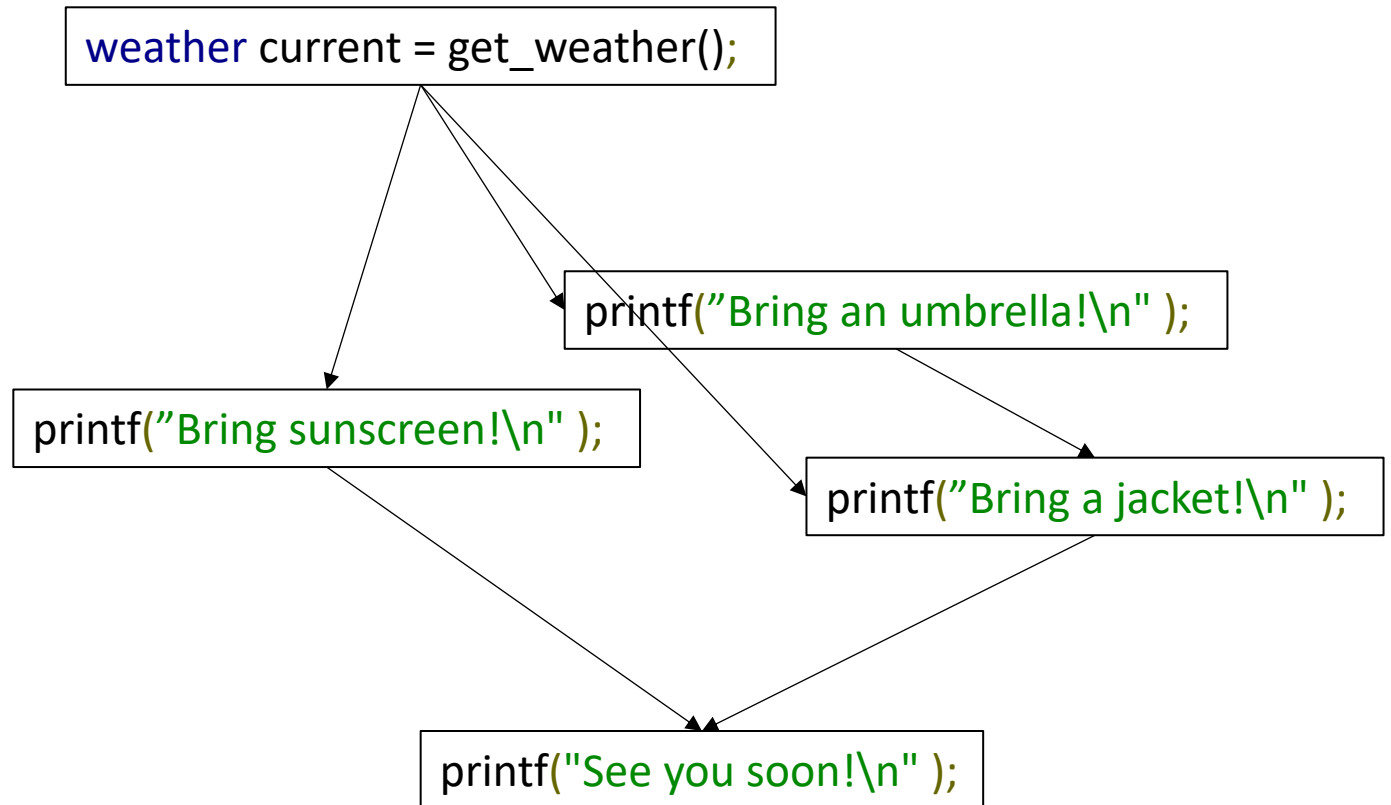 weather current = get_weather();
printf(”Bring an umbrella!\n" );
printf(”Bring sunscreen!\n" );
printf(”Bring a jacket!\n" );
printf("See you soon!\n" );